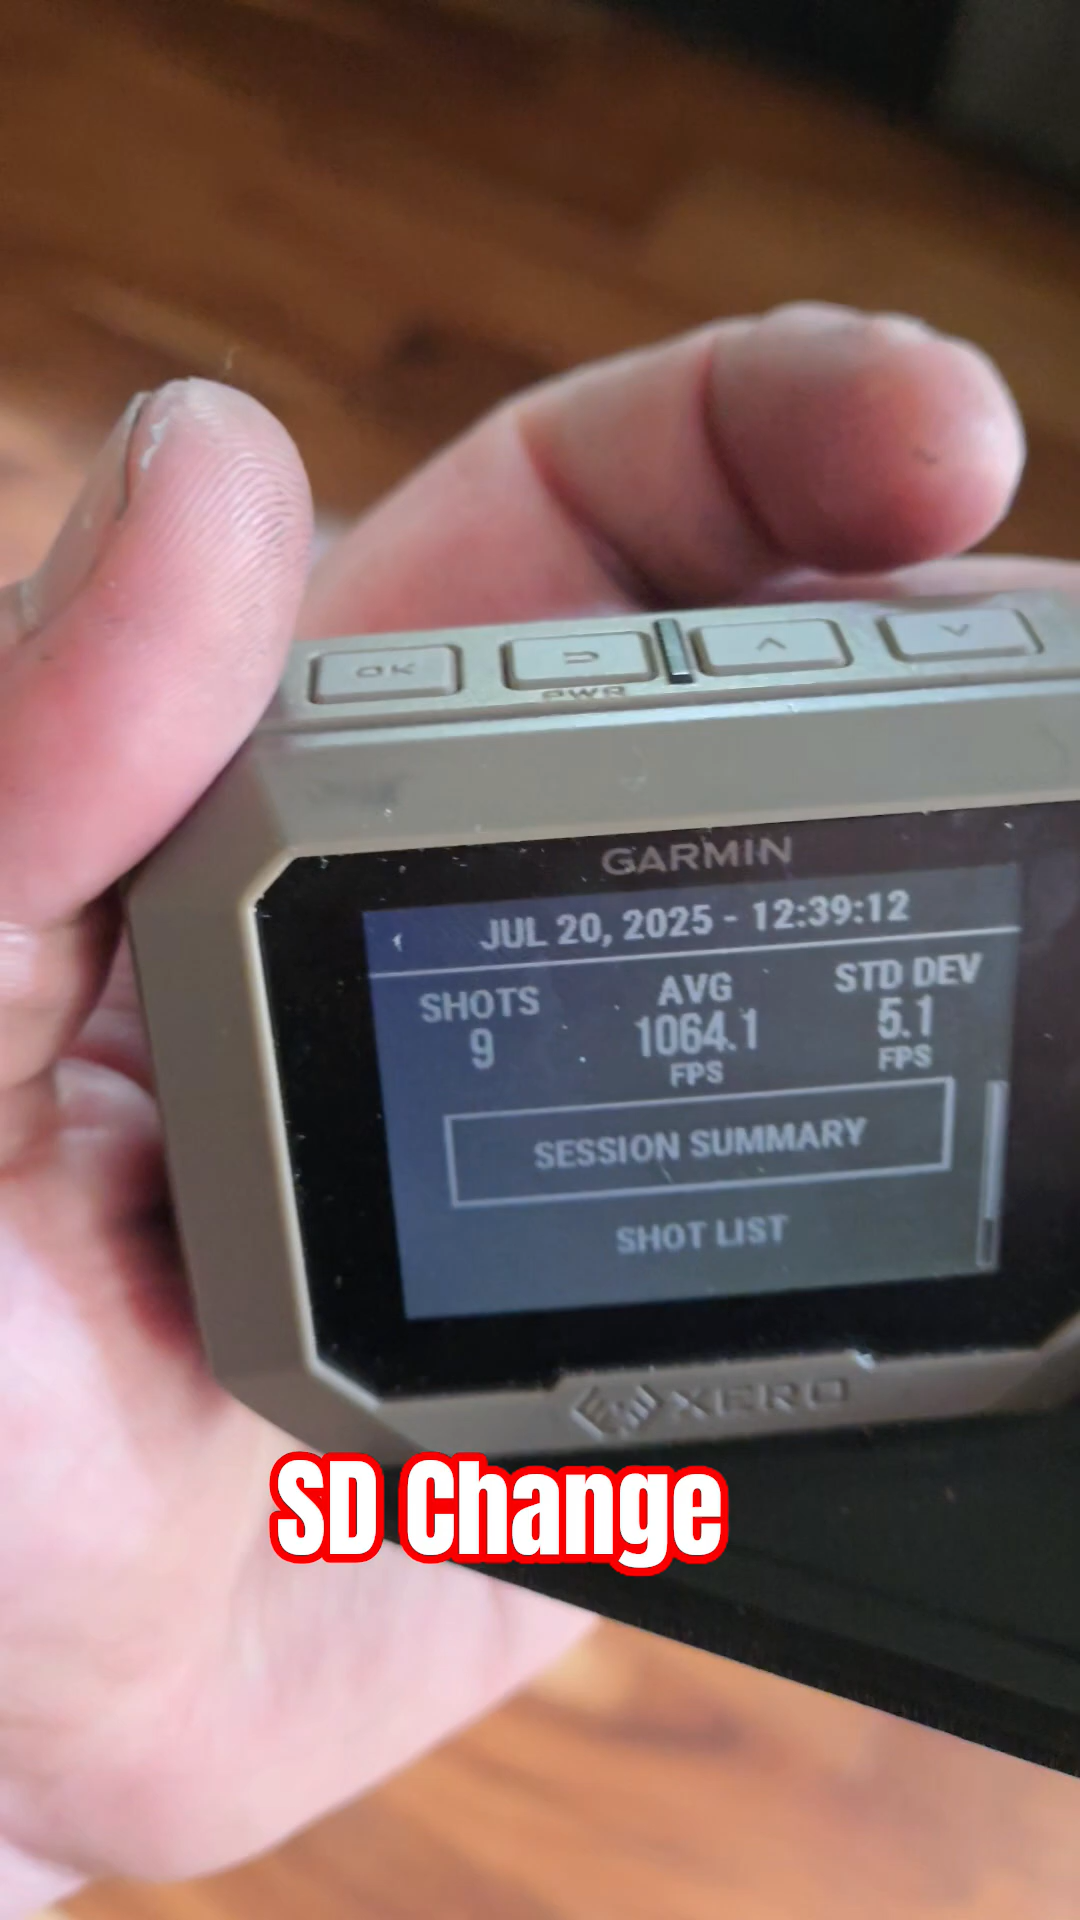 OK
PWR
GARMIN
JUL 20, 2025 - 12:39:12
SHOTS
9
AVG
1064.1
FPS
STD DEV
5.1
FPS
SESSION SUMMARY
SHOT LIST
XERO
SD Change